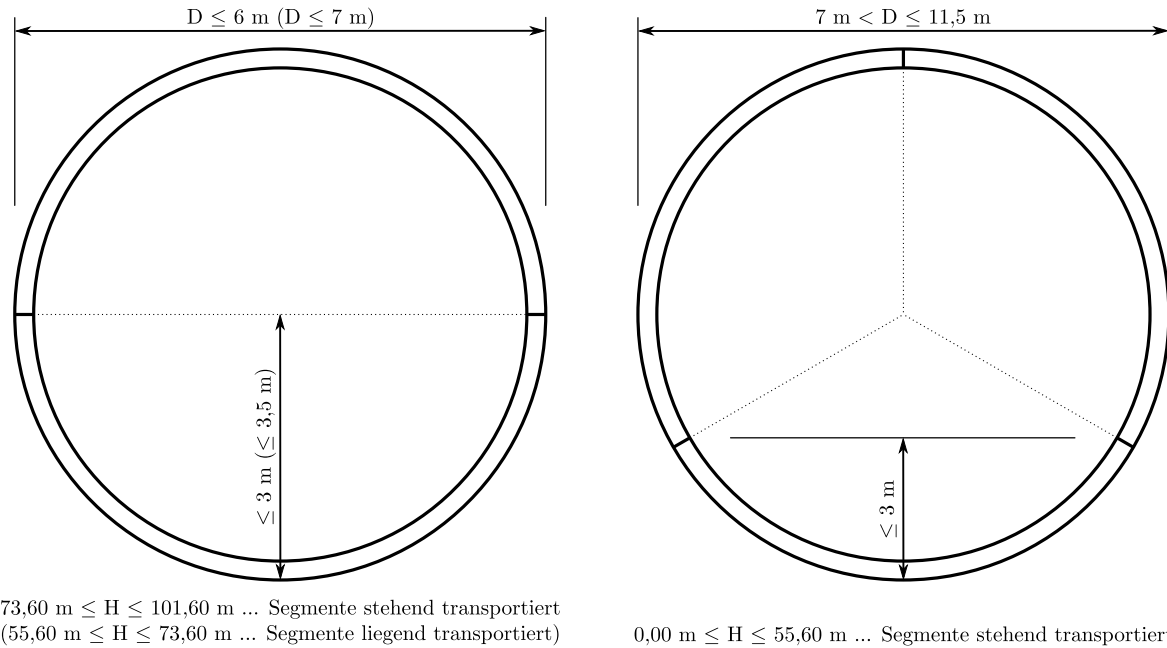 D ≤ 6 m (D ≤ 7 m)
7 m < D ≤ 11,5 m
≤ 3 m (≤ 3,5 m)
≤ 3 m
73,60 m ≤ H ≤ 101,60 m ... Segmente stehend transportiert
(55,60 m ≤ H ≤ 73,60 m ... Segmente liegend transportiert)
0,00 m ≤ H ≤ 55,60 m ... Segmente stehend transportier